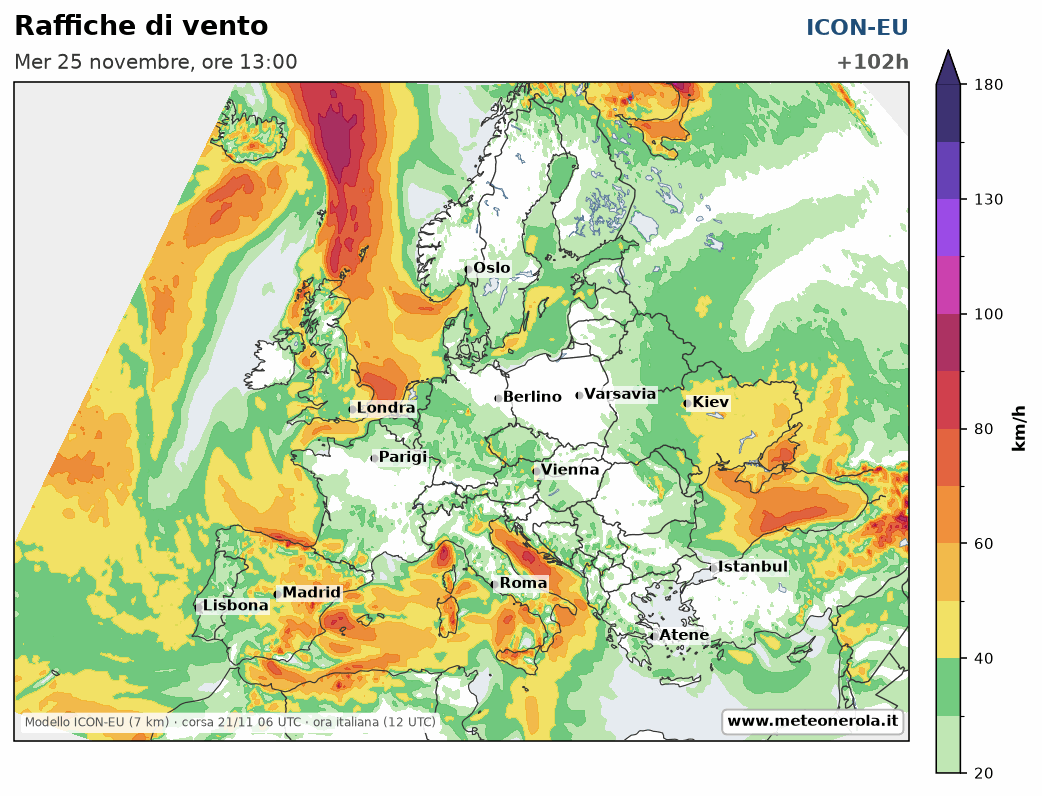 Raffiche di vento
ICON-EU
Mer 25 novembre, ore 13:00
+102h
180
130
100
80
60
40
20
km/h
Oslo
Berlino
Varsavia
Kiev
Londra
Parigi
Vienna
Istanbul
Roma
Madrid
Lisbona
Atene
Modello ICON-EU (7 km) · corsa 21/11 06 UTC · ora italiana (12 UTC)
www.meteonerola.it